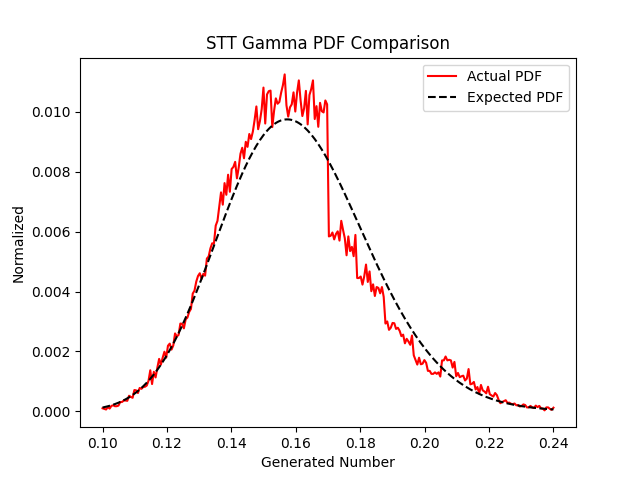 STT Gamma PDF Comparison
Actual PDF
Expected PDF
0.010
0.008
0.006
0.004
0.002
0.000
Normalized
0.10 0.12 0.14 0.16 0.18 0.20 0.22 0.24
Generated Number